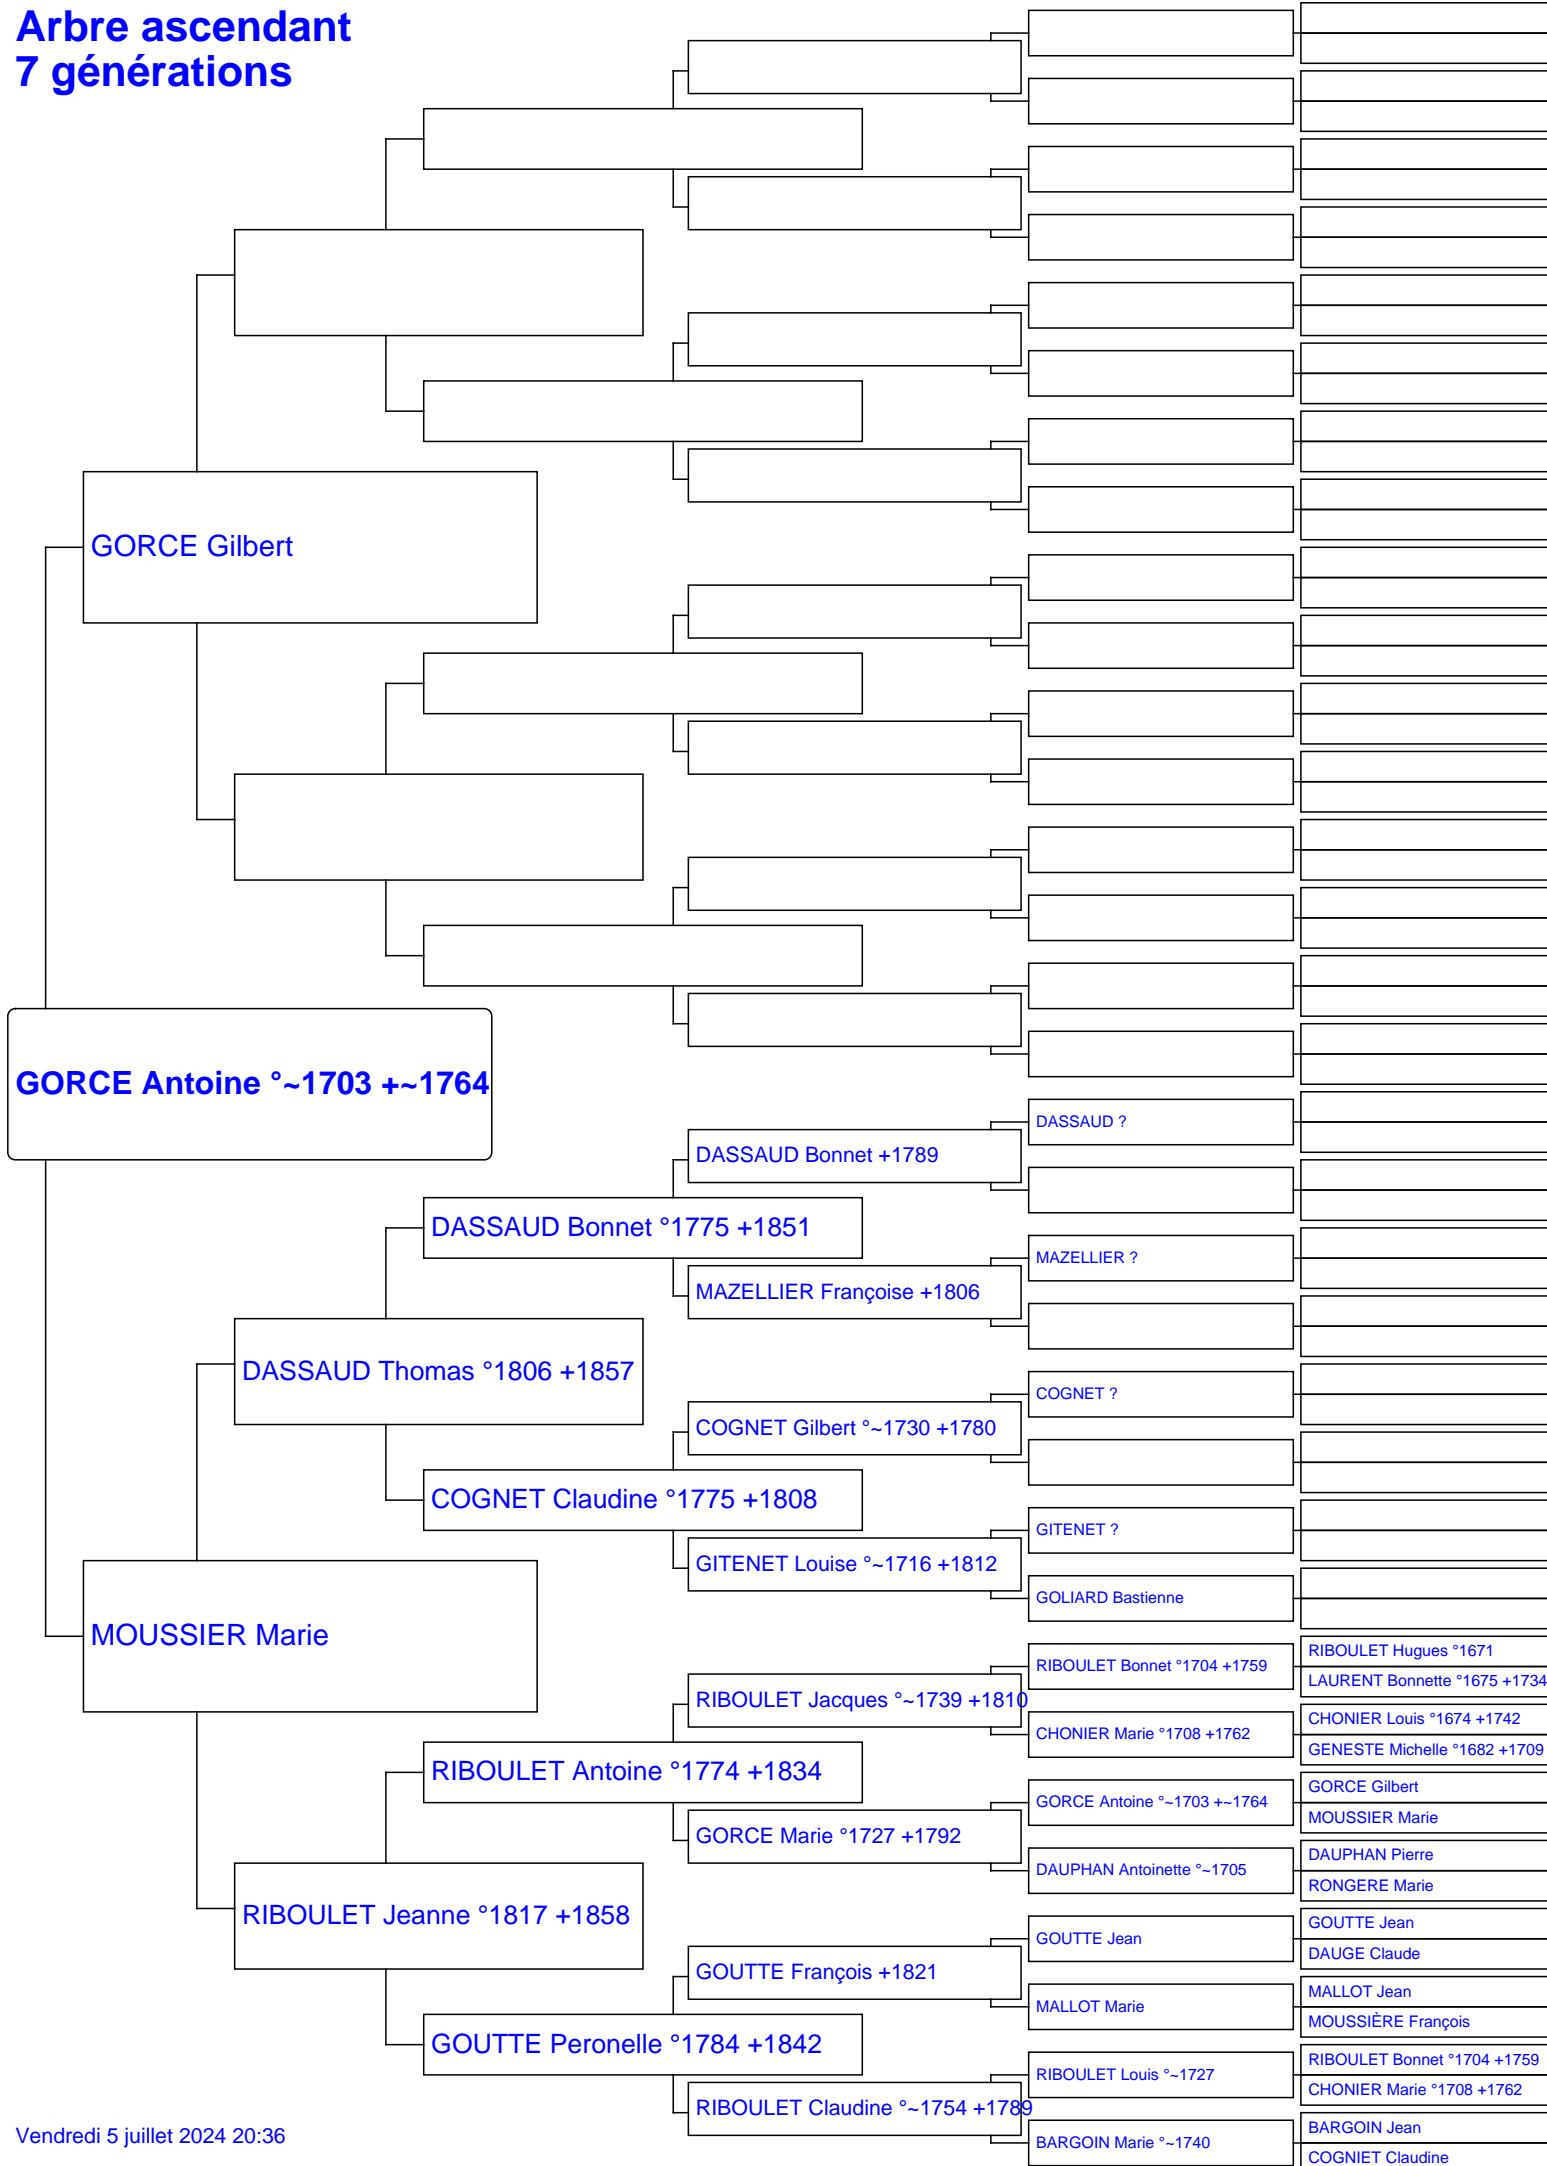 Arbre ascendant
7 générations
GORCE Gilbert
GORCE Antoine °~1703 +~1764
DASSAUD ?
DASSAUD Bonnet +1789
DASSAUD Bonnet °1775 +1851
MAZELLIER ?
MAZELLIER Françoise +1806
DASSAUD Thomas °1806 +1857
COGNET ?
COGNET Gilbert °~1730 +1780
COGNET Claudine °1775 +1808
GITENET ?
GITENET Louise °~1716 +1812
GOLIARD Bastienne
MOUSSIER Marie
RIBOULET Hugues °1671
RIBOULET Bonnet °1704 +1759
LAURENT Bonnette °1675 +1734
RIBOULET Jacques °~1739 +1810
CHONIER Louis °1674 +1742
CHONIER Marie °1708 +1762
GENESTE Michelle °1682 +1709
RIBOULET Antoine °1774 +1834
GORCE Gilbert
GORCE Antoine °~1703 +~1764
MOUSSIER Marie
GORCE Marie °1727 +1792
DAUPHAN Pierre
DAUPHAN Antoinette °~1705
RONGERE Marie
RIBOULET Jeanne °1817 +1858
GOUTTE Jean
GOUTTE Jean
DAUGE Claude
GOUTTE François +1821
MALLOT Jean
MALLOT Marie
MOUSSIÈRE François
GOUTTE Peronelle °1784 +1842
RIBOULET Bonnet °1704 +1759
RIBOULET Louis °~1727
CHONIER Marie °1708 +1762
RIBOULET Claudine °~1754 +1789
BARGOIN Jean
BARGOIN Marie °~1740
COGNIET Claudine
Vendredi 5 juillet 2024 20:36